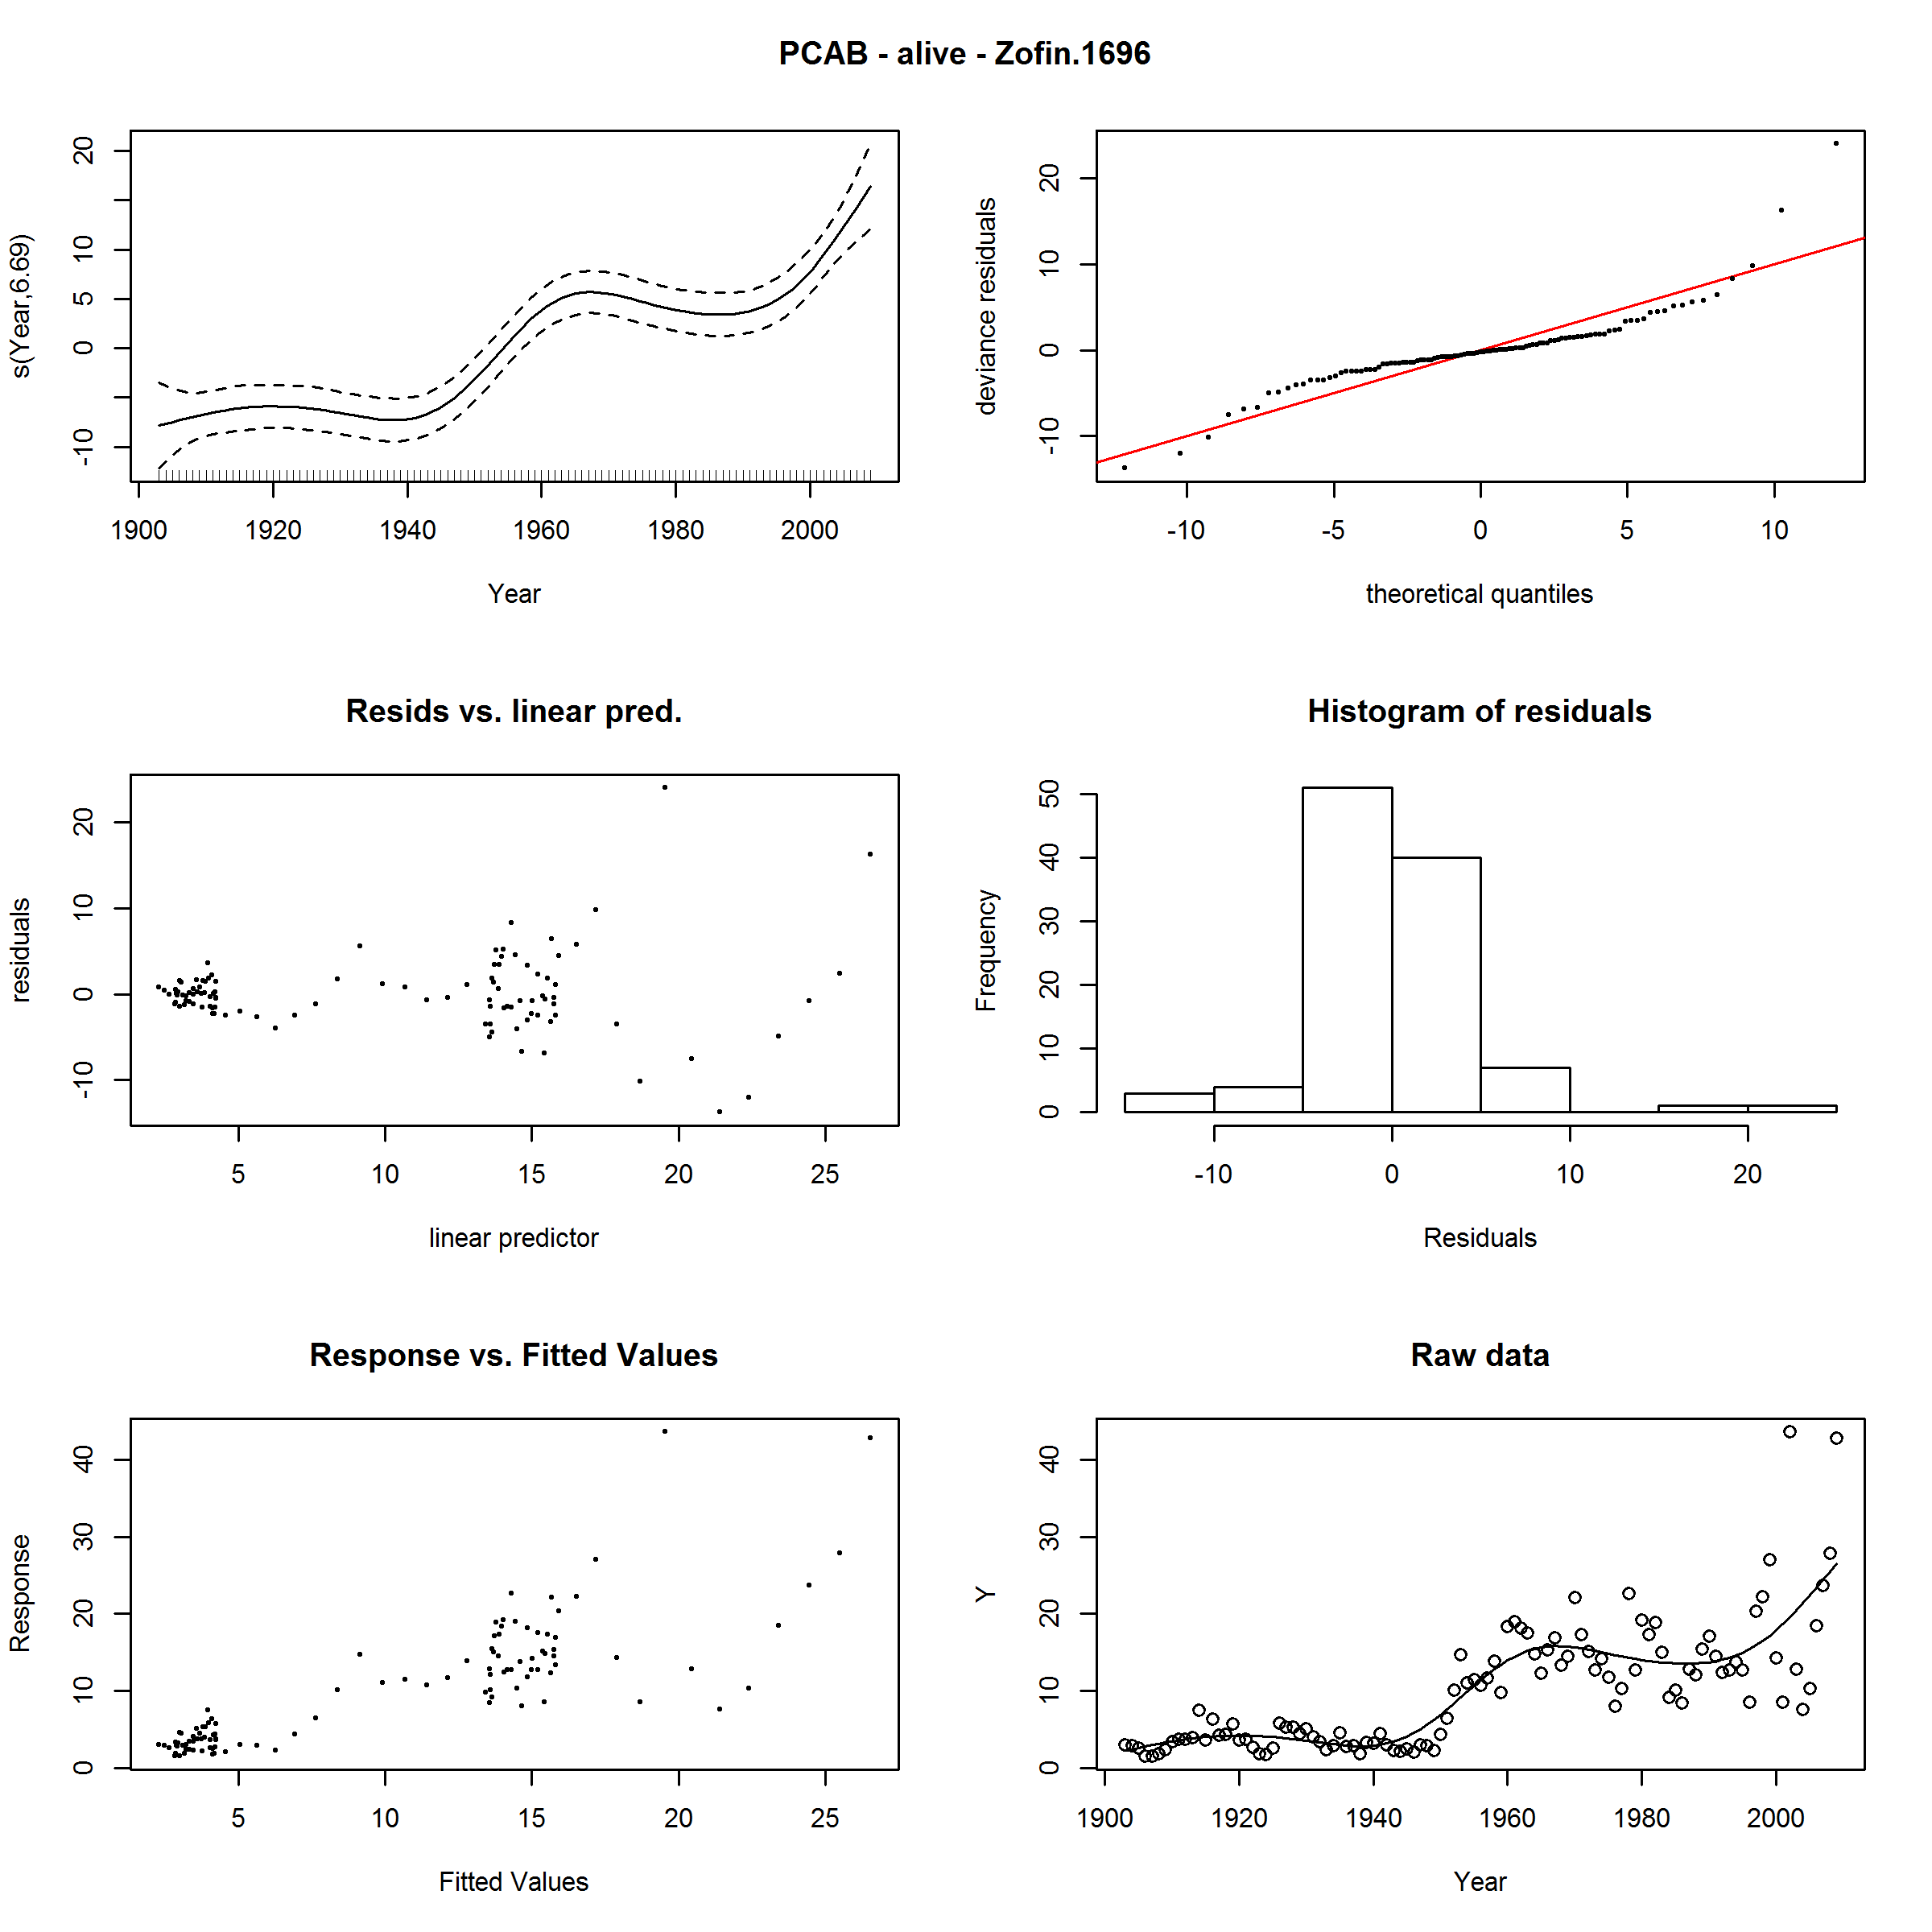 PCAB - alive - Zofin.1696
s(Year,6.69)
-10 0 5 10 20
1900 1920 1940 1960 1980 2000
Year
deviance residuals
-10 0 10 20
-10 -5 0 5 10
theoretical quantiles
Resids vs. linear pred.
residuals
-10 0 10 20
5 10 15 20 25
linear predictor
Histogram of residuals
Frequency
0 10 20 30 40 50
-10 0 10 20
Residuals
Response vs. Fitted Values
Response
0 10 20 30 40
5 10 15 20 25
Fitted Values
Raw data
Y
0 10 20 30 40
1900 1920 1940 1960 1980 2000
Year